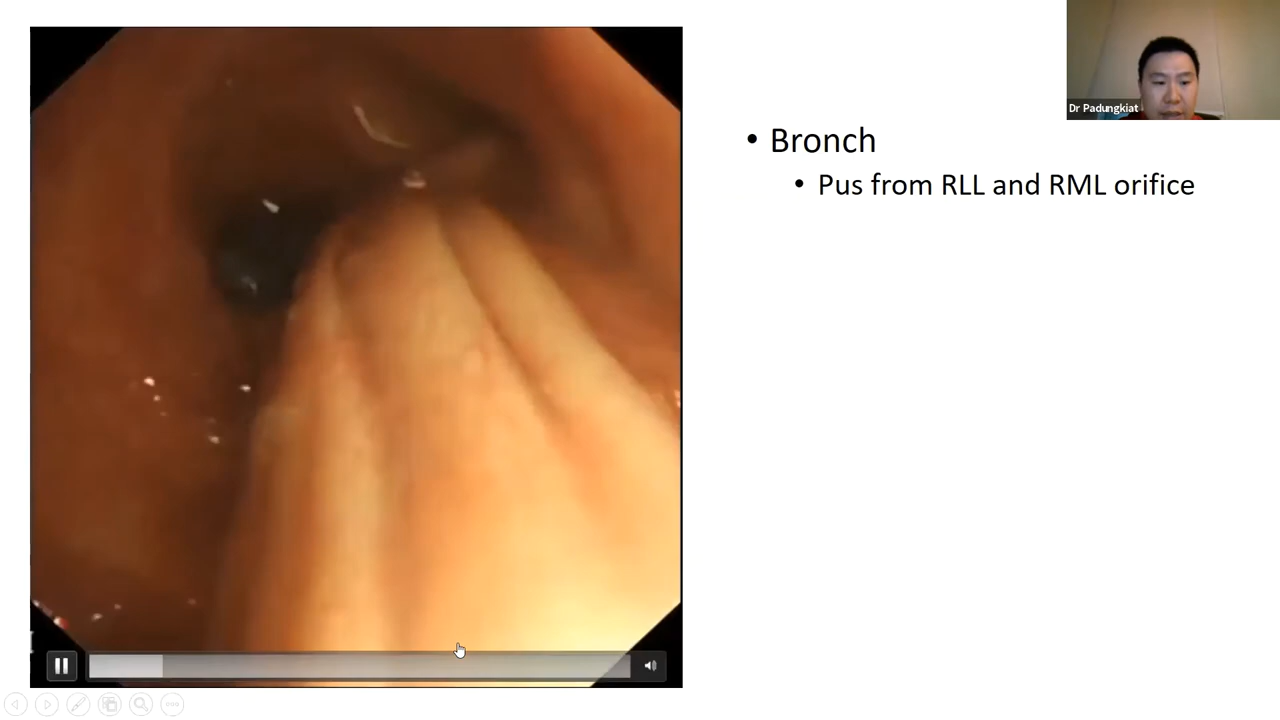 Dr Padungkiat
• Bronch
• Pus from RLL and RML orifice